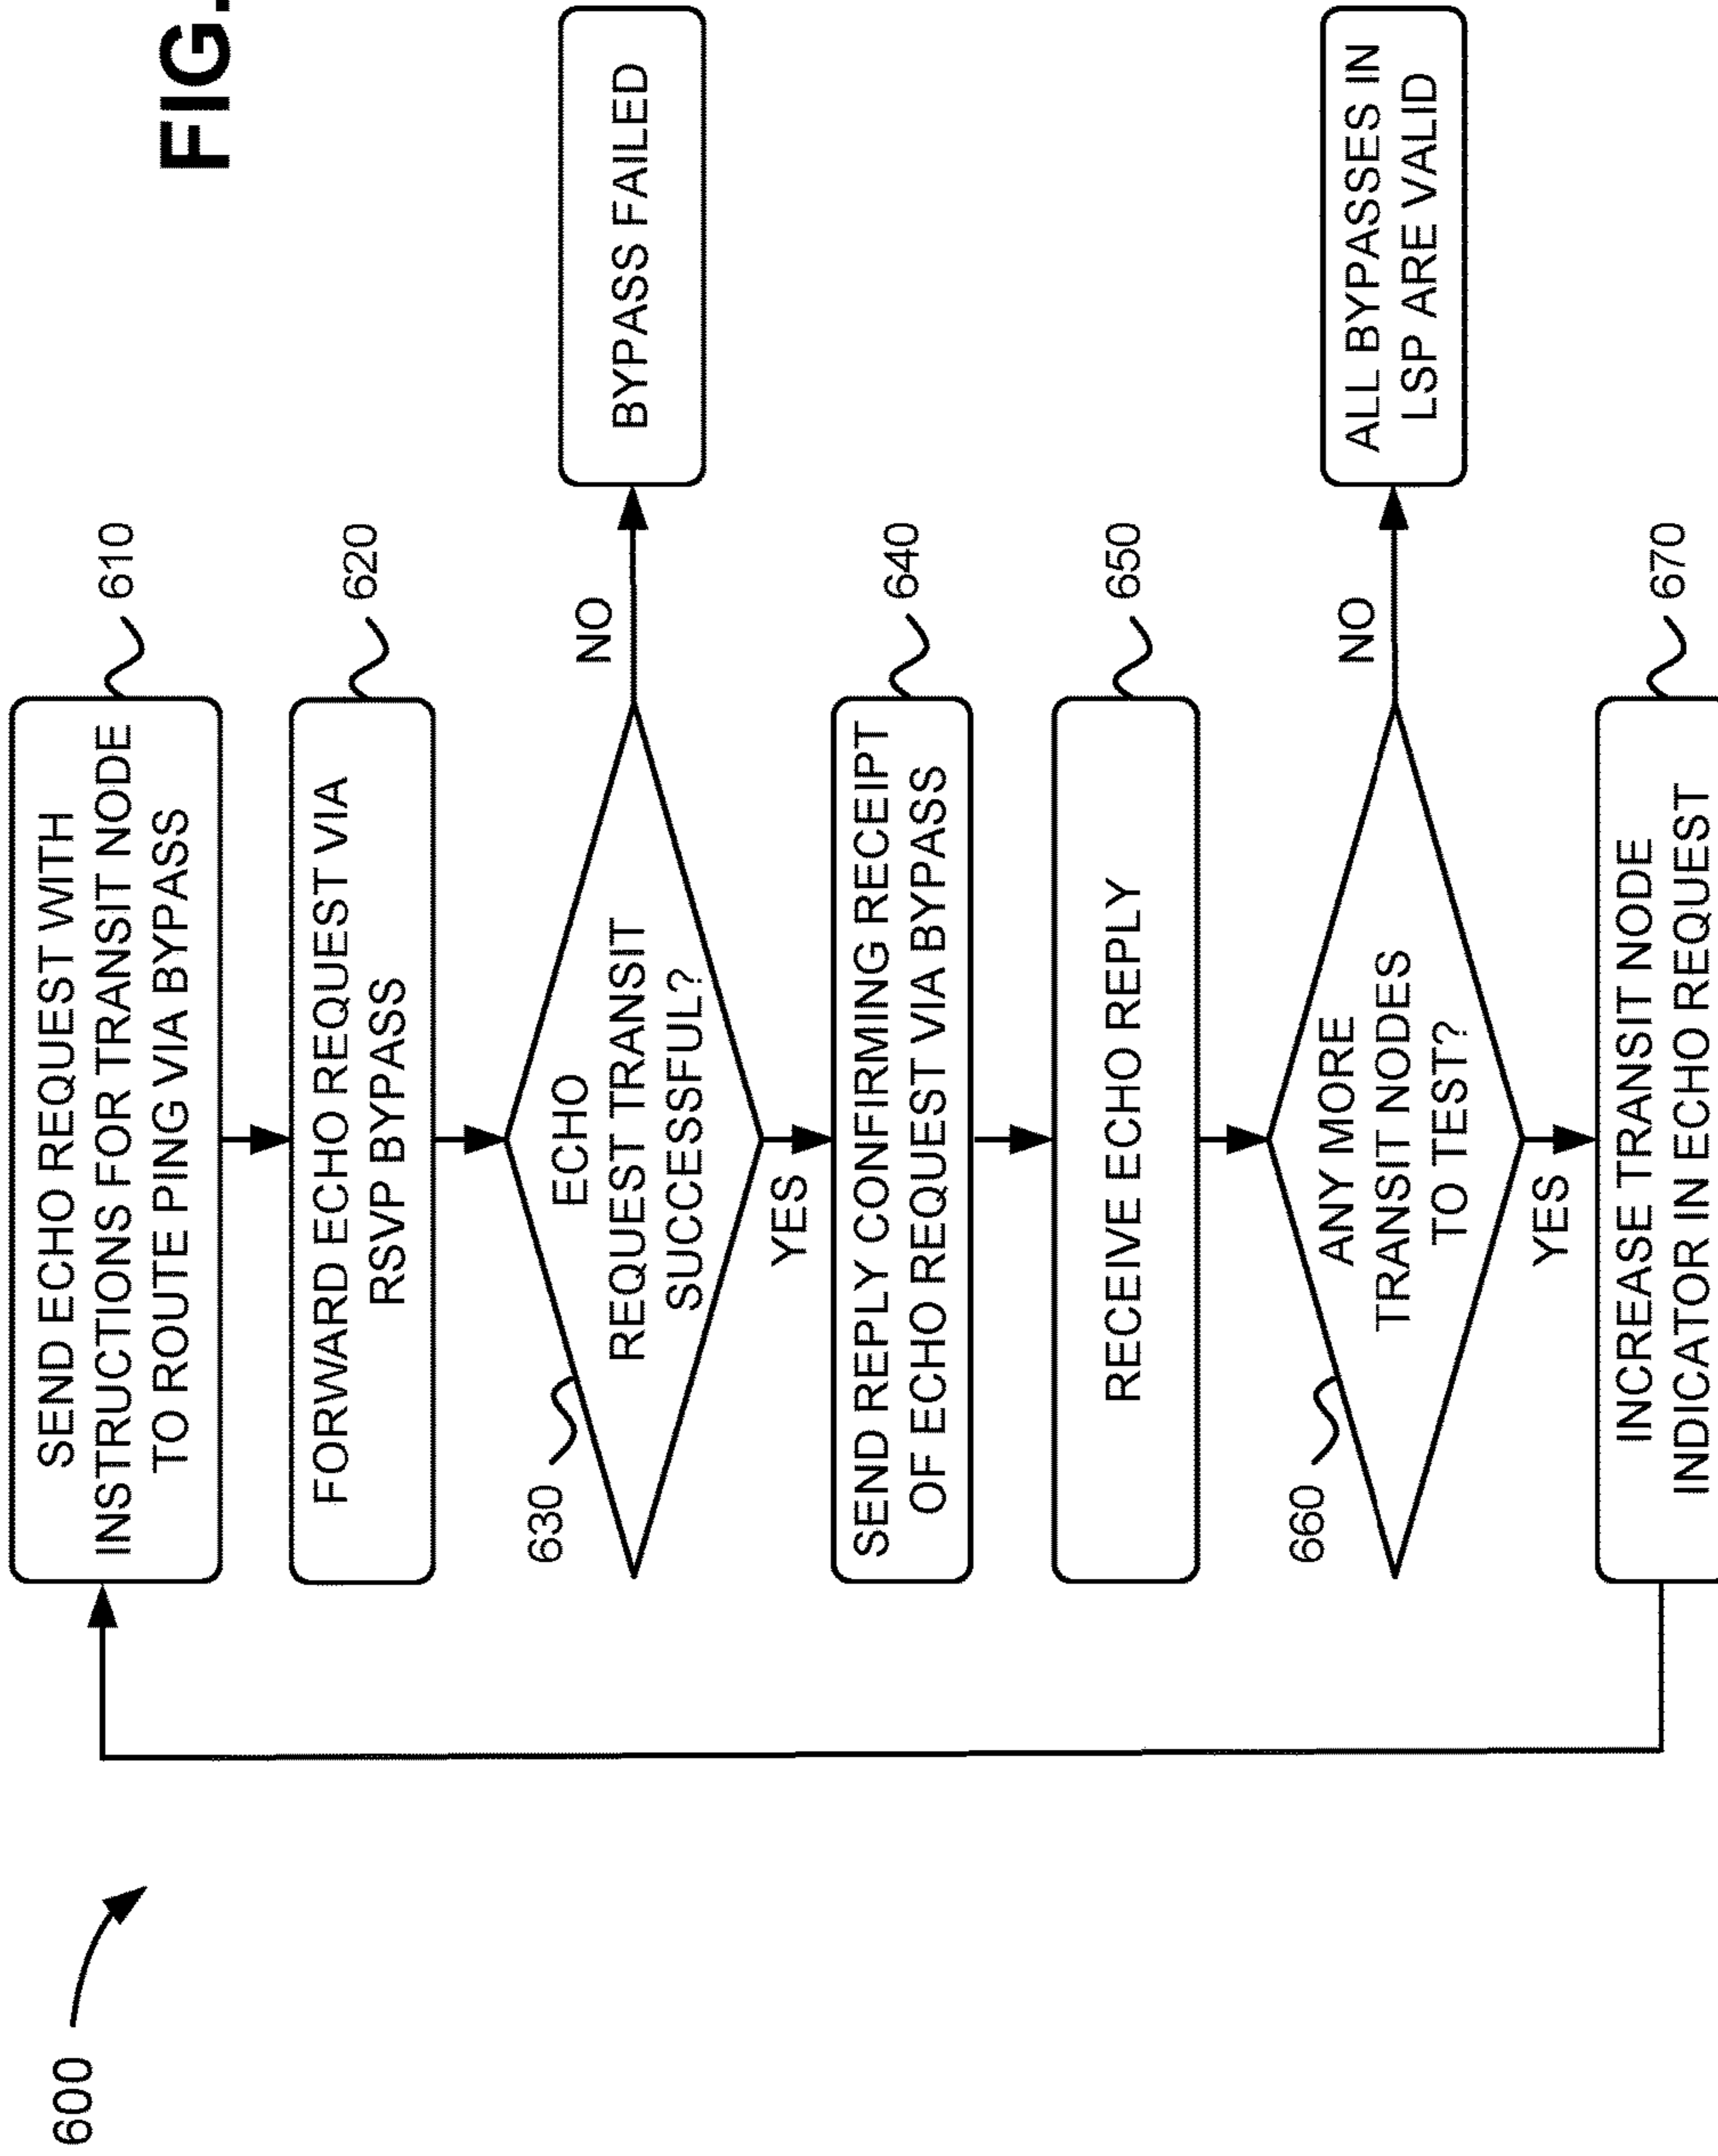 FIG.
600
SEND ECHO REQUEST WITH
INSTRUCTIONS FOR TRANSIT NODE
TO ROUTE PING VIA BYPASS
610
FORWARD ECHO REQUEST VIA
RSVP BYPASS
620
630
ECHO
REQUEST TRANSIT
SUCCESSFUL?
NO
BYPASS FAILED
YES
SEND REPLY CONFIRMING RECEIPT
OF ECHO REQUEST VIA BYPASS
640
RECEIVE ECHO REPLY
650
660
ANY MORE
TRANSIT NODES
TO TEST?
NO
ALL BYPASSES IN
LSP ARE VALID
YES
INCREASE TRANSIT NODE
INDICATOR IN ECHO REQUEST
670